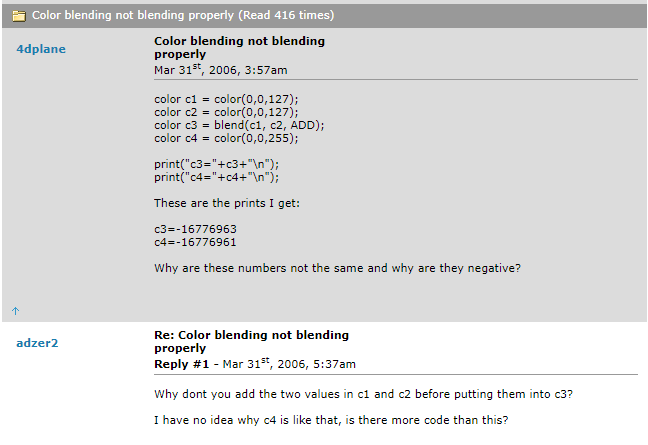 Color blending not blending properly (Read 416 times)
4dplane
Color blending not blending
properly
Mar 31st, 2006, 3:57am
color c1 = color(0,0,127);
color c2 = color(0,0,127);
color c3 = blend(c1, c2, ADD);
color c4 = color(0,0,255);
print("c3="+c3+"\n");
print("c4="+c4+"\n");
These are the prints I get:
c3=-16776963
c4=-16776961
Why are these numbers not the same and why are they negative?
adzer2
Re: Color blending not blending
properly
Reply #1 - Mar 31st, 2006, 5:37am
Why dont you add the two values in c1 and c2 before putting them into c3?
I have no idea why c4 is like that, is there more code than this?